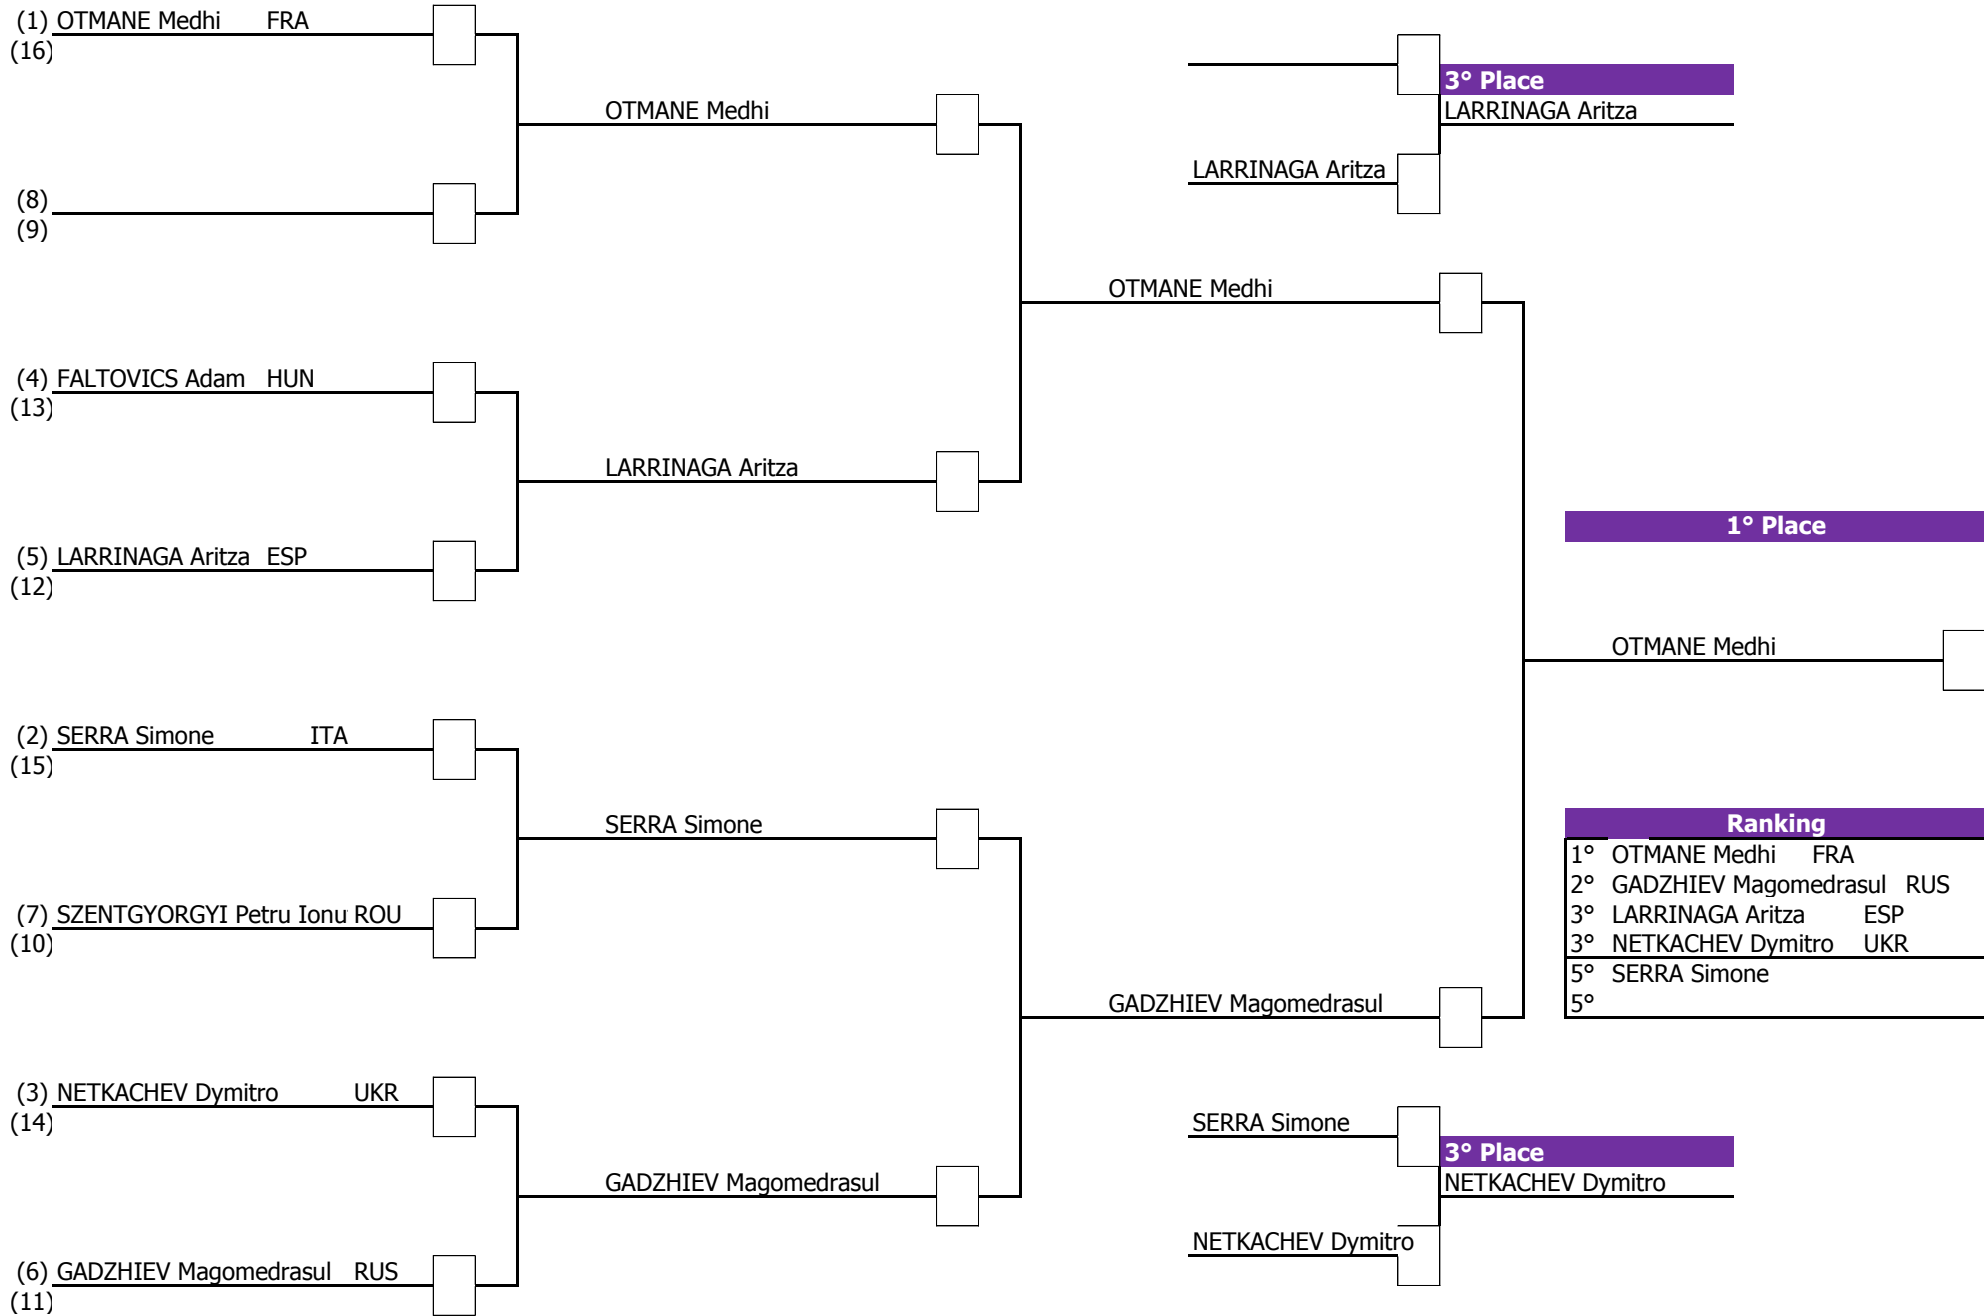 (1) OTMANE Medhi FRA
(16)
(8)
(9)
(4) FALTOVICS Adam HUN
(13)
(5) LARRINAGA Aritza ESP
(12)
(2) SERRA Simone ITA
(15)
(7) SZENTGYORGYI Petru Ionu ROU
(10)
(3) NETKACHEV Dymitro UKR
(14)
(6) GADZHIEV Magomedrasul RUS
(11)
OTMANE Medhi
LARRINAGA Aritza
SERRA Simone
GADZHIEV Magomedrasul
OTMANE Medhi
GADZHIEV Magomedrasul
3° Place
LARRINAGA Aritza
LARRINAGA Aritza
1° Place
OTMANE Medhi
Ranking
1° OTMANE Medhi FRA
2° GADZHIEV Magomedrasul RUS
3° LARRINAGA Aritza ESP
3° NETKACHEV Dymitro UKR
5° SERRA Simone
5°
SERRA Simone
3° Place
NETKACHEV Dymitro
NETKACHEV Dymitro